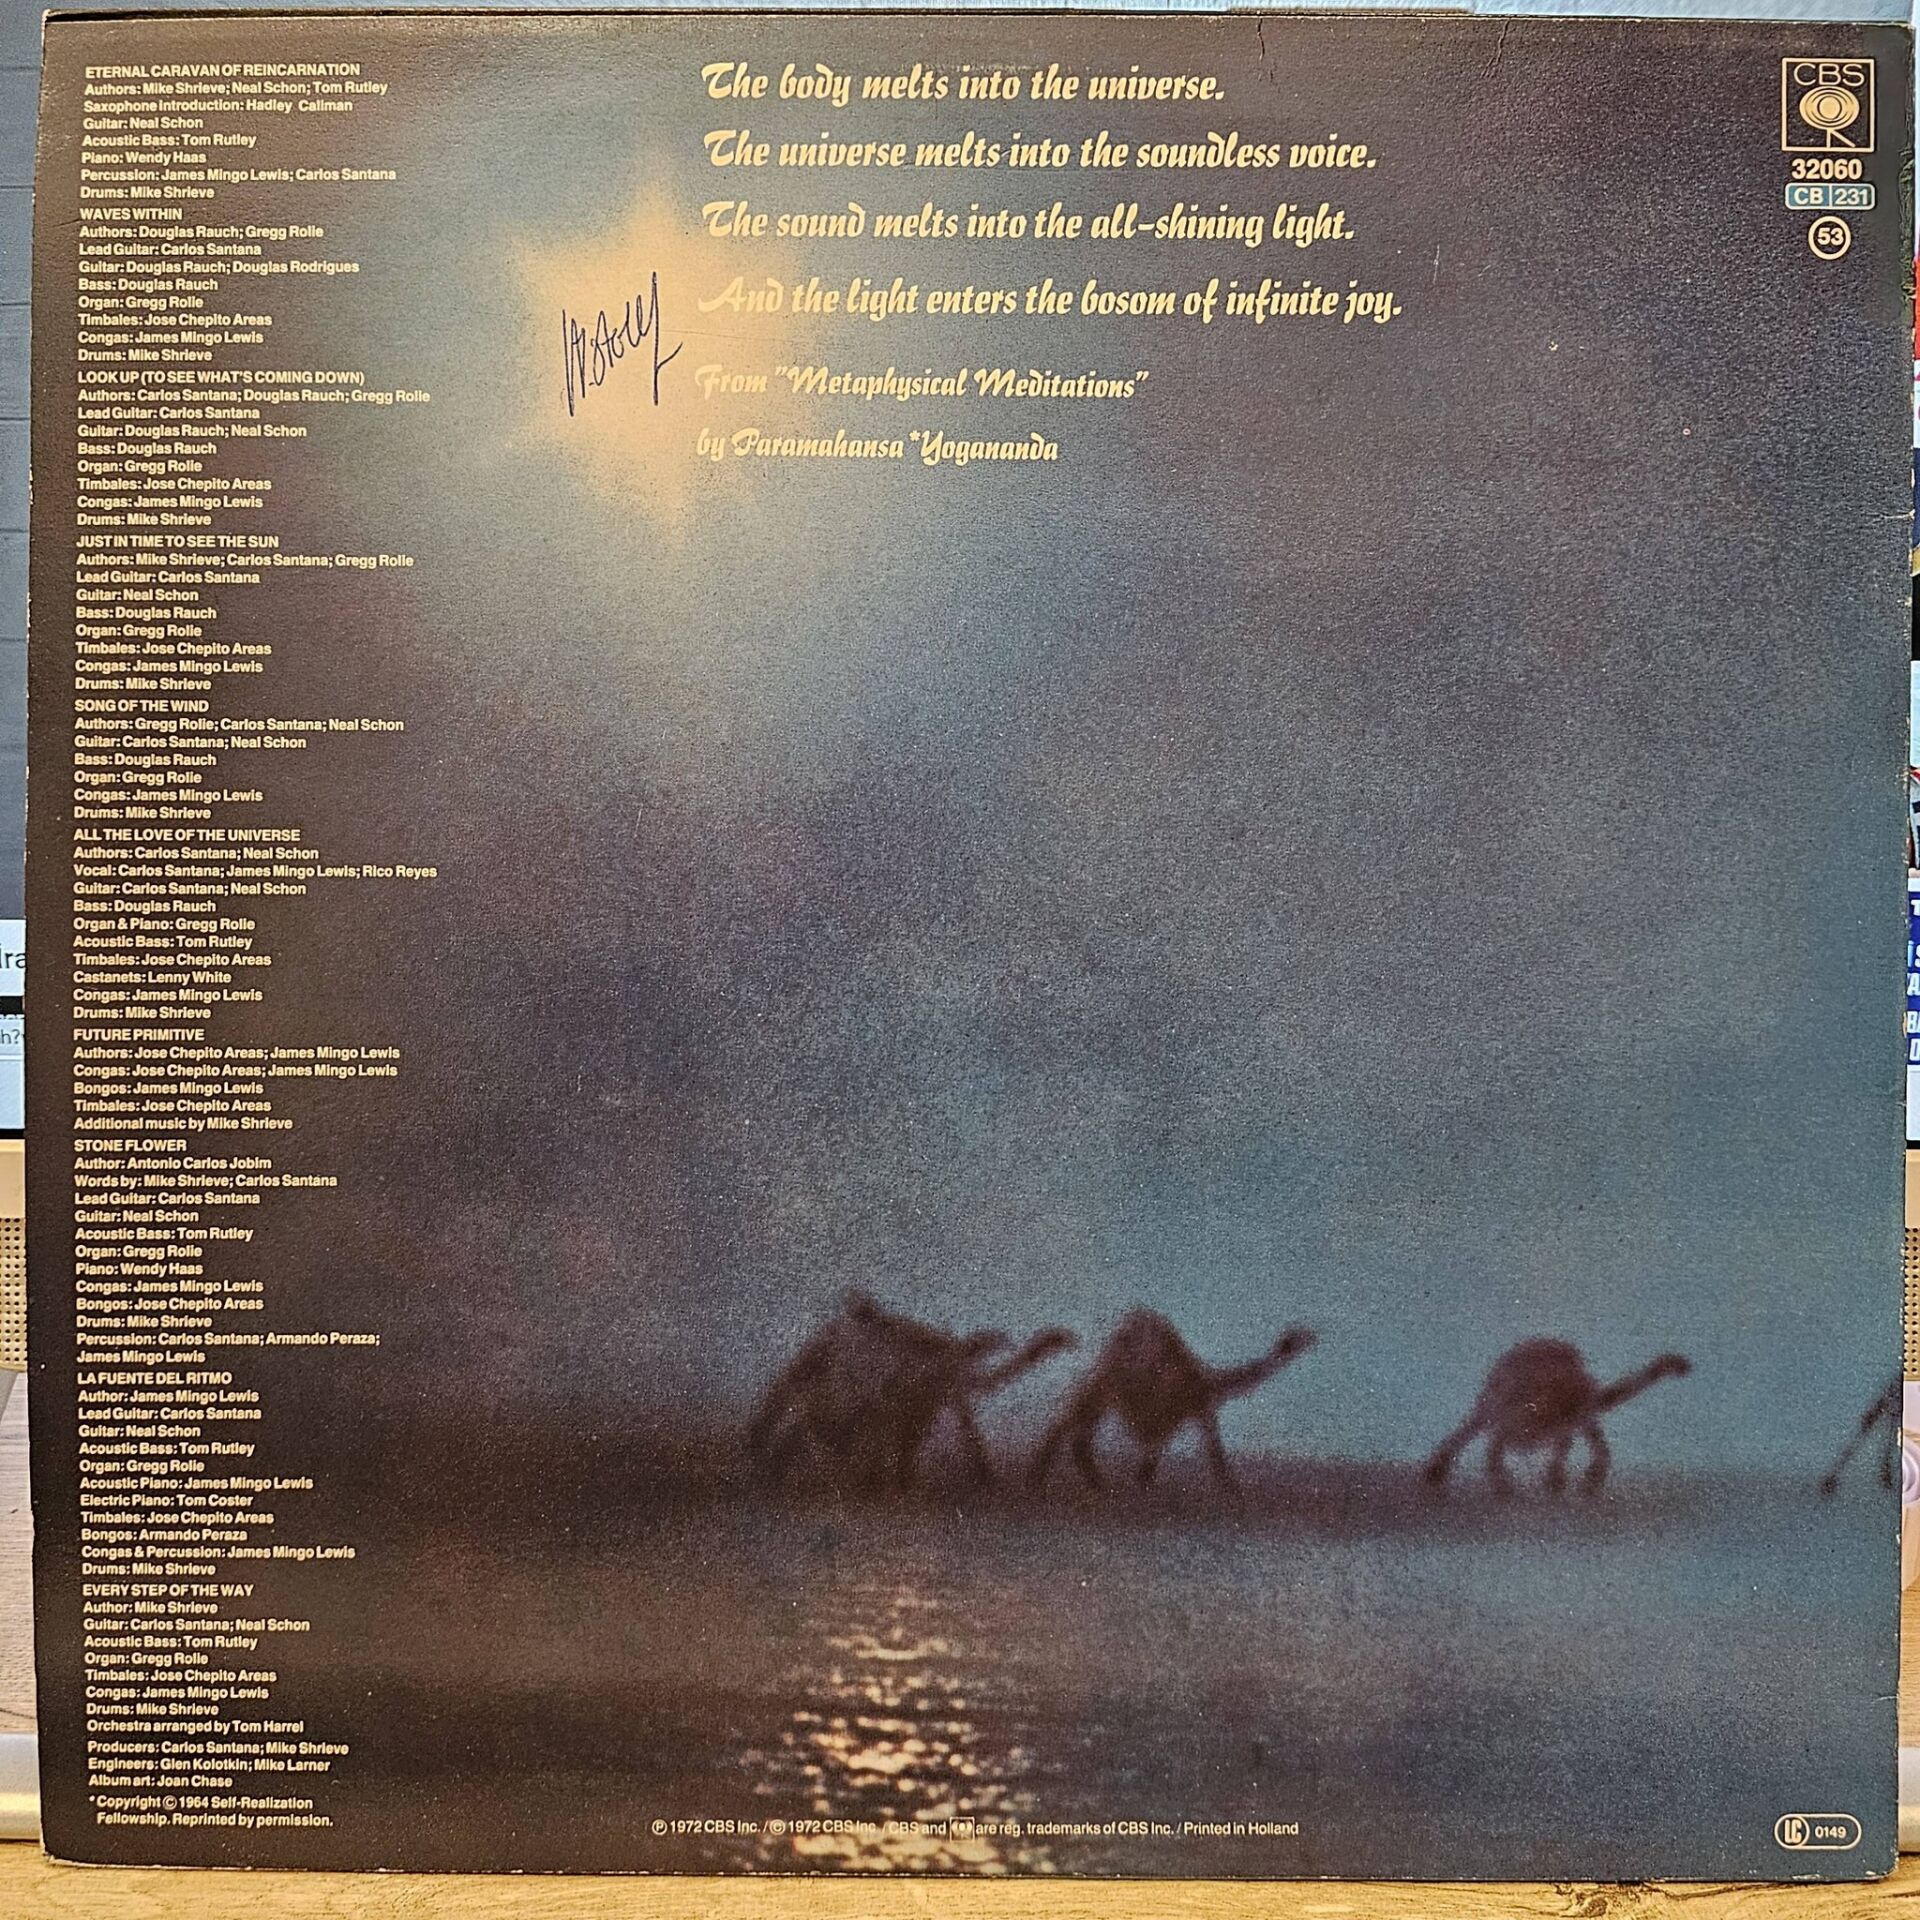 ETERNAL CARAVAN OF REINCARNATION
Authors: Mike Shrieve; Neal Schon; Tom Rutley
Saxophone introduction: Hadley Caliman
Guitar: Neal Schon
Acoustic Bass: Tom Rutley
Piano: Wendy Haas
Percussion: James Mingo Lewis; Carlos Santana
Drums: Mike Shrieve
WAVES WITHIN
Authors: Douglas Rauch; Gregg Rolie
Lead Guitar: Carlos Santana
Guitar: Douglas Rauch; Douglas Rodrigues
Bass: Douglas Rauch
Organ: Gregg Rolie
Timbales: Jose Chepito Areas
Congas: James Mingo Lewis
Drums: Mike Shrieve
LOOK UP (TO SEE WHAT'S COMING DOWN)
Authors: Carlos Santana; Douglas Rauch; Gregg Rolie
Lead Guitar: Carlos Santana
Guitar: Douglas Rauch; Neal Schon
Bass: Douglas Rauch
Organ: Gregg Rolie
Timbales: Jose Chepito Areas
Congas: James Mingo Lewis
Drums: Mike Shrieve
JUST IN TIME TO SEE THE SUN
Authors: Mike Shrieve; Carlos Santana; Gregg Rolie
Lead Guitar: Carlos Santana
Guitar: Neal Schon
Bass: Douglas Rauch
Organ: Gregg Rolie
Timbales: Jose Chepito Areas
Congas: James Mingo Lewis
Drums: Mike Shrieve
SONG OF THE WIND
Authors: Gregg Rolie; Carlos Santana; Neal Schon
Guitar: Carlos Santana; Neal Schon
Bass: Douglas Rauch
Organ: Gregg Rolie
Congas: James Mingo Lewis
Drums: Mike Shrieve
ALL THE LOVE OF THE UNIVERSE
Authors: Carlos Santana; Neal Schon
Vocal: Carlos Santana; James Mingo Lewis; Rico Reyes
Guitar: Carlos Santana; Neal Schon
Bass: Douglas Rauch
Organ & Piano: Gregg Rolie
Acoustic Bass: Tom Rutley
Timbales: Jose Chepito Areas
Castanets: Lenny White
Congas: James Mingo Lewis
Drums: Mike Shrieve
FUTURE PRIMITIVE
Authors: Jose Chepito Areas; James Mingo Lewis
Congas: Jose Chepito Areas; James Mingo Lewis
Bongos: James Mingo Lewis
Timbales: Jose Chepito Areas
Additional music by Mike Shrieve
STONE FLOWER
Author: Antonio Carlos Jobim
Words by: Mike Shrieve; Carlos Santana
Lead Guitar: Carlos Santana
Guitar: Neal Schon
Acoustic Bass: Tom Rutley
Organ: Gregg Rolie
Piano: Wendy Haas
Congas: James Mingo Lewis
Bongos: Jose Chepito Areas
Drums: Mike Shrieve
Percussion: Carlos Santana; Armando Peraza;
James Mingo Lewis
LA FUENTE DEL RITMO
Author: James Mingo Lewis
Lead Guitar: Carlos Santana
Guitar: Neal Schon
Acoustic Bass: Tom Rutley
Organ: Gregg Rolie
Acoustic Piano: James Mingo Lewis
Electric Piano: Tom Coster
Timbales: Jose Chepito Areas
Bongos: Armando Peraza
Congas & Percussion: James Mingo Lewis
Drums: Mike Shrieve
EVERY STEP OF THE WAY
Author: Mike Shrieve
Guitar: Carlos Santana; Neal Schon
Acoustic Bass: Tom Rutley
Organ: Gregg Rolie
Timbales: Jose Chepito Areas
Congas: James Mingo Lewis
Drums: Mike Shrieve
Orchestra arranged by Tom Harrel
Producers: Carlos Santana; Mike Shrieve
Engineers: Glen Kolotkin; Mike Larner
Album art: Joan Chase
* Copyright © 1964 Self-Realization
Fellowship. Reprinted by permission.
The body melts into the universe.
The universe melts into the soundless voice.
The sound melts into the all-shining light.
And the light enters the bosom of infinite joy.
From "Metaphysical Meditations"
by Paramahansa *Yogananda
CBS
32060
CB 231
53
℗ 1972 CBS Inc. / © 1972 CBS Inc. / CBS and are reg. trademarks of CBS Inc. / Printed in Holland
LC 0149